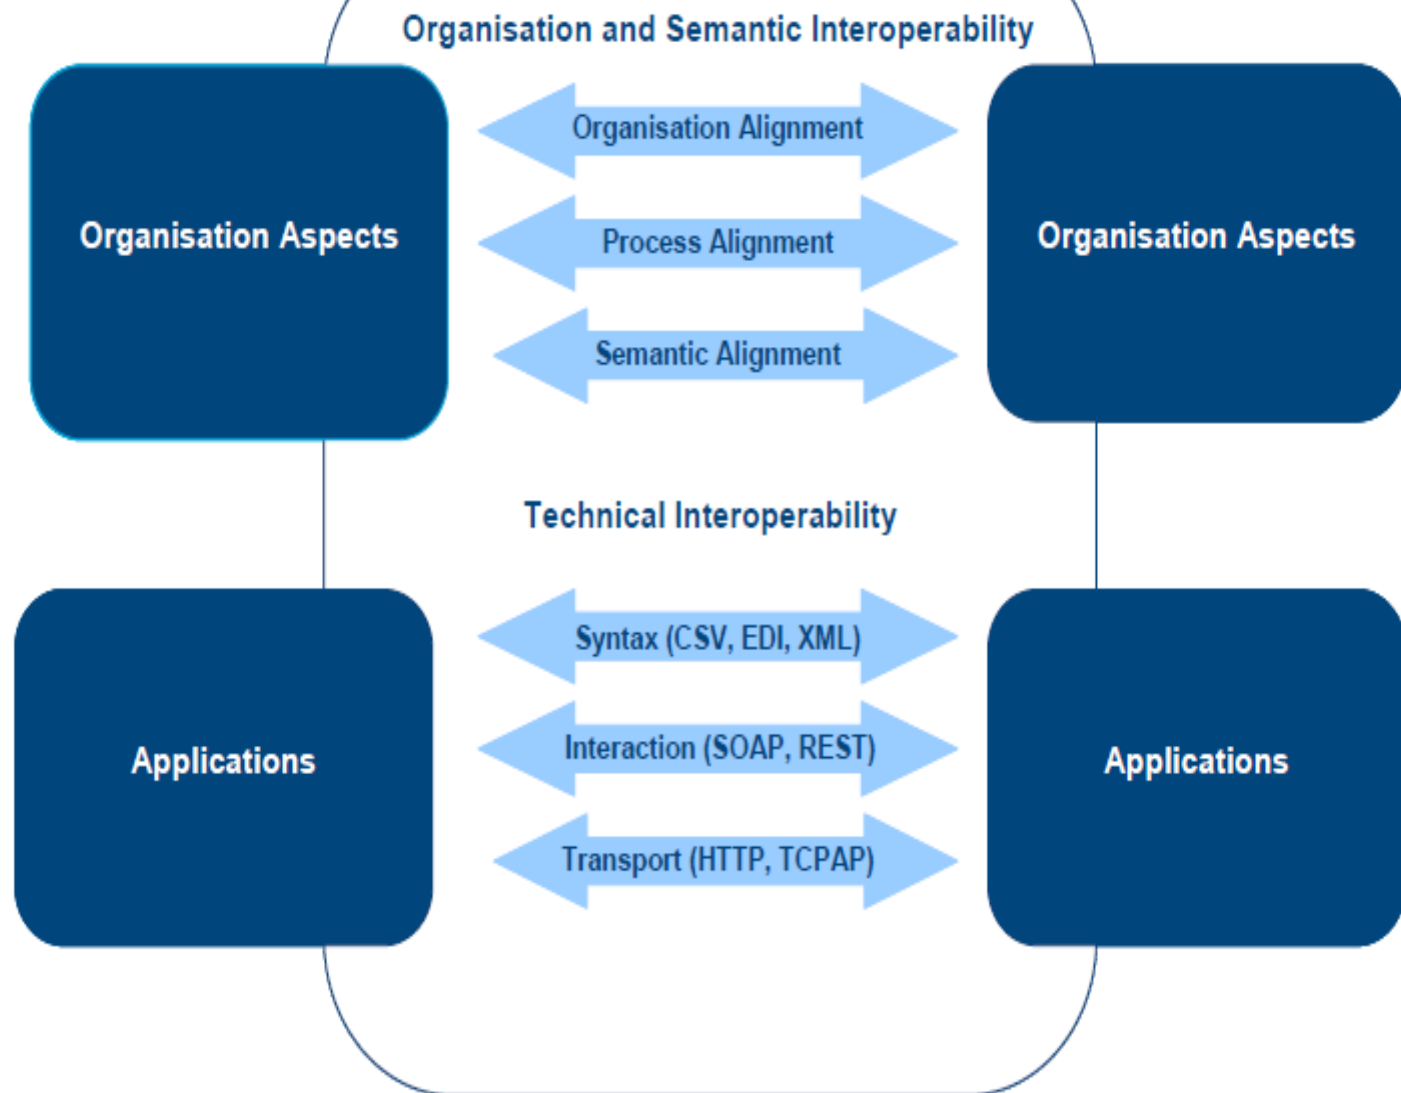 Organisation and Semantic Interoperability
Organisation Alignment
Organisation Aspects
Process Alignment
Organisation Aspects
Semantic Alignment
Technical Interoperability
Syntax (CSV, EDI, XML)
Applications
Interaction (SOAP, REST)
Applications
Transport (HTTP, TCPAP)